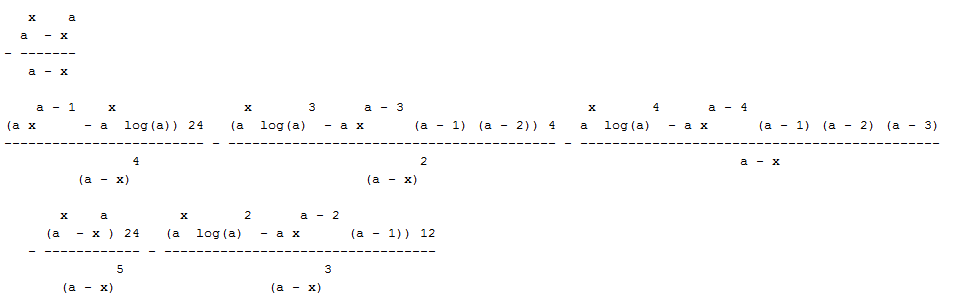 x    a
  a  - x
- -------
   a - x
    a - 1    x                x       3      a - 3                            x       4      a - 4
(a x      - a  log(a)) 24   (a  log(a)  - a x      (a - 1) (a - 2)) 4   a  log(a)  - a x      (a - 1) (a - 2) (a - 3)
------------------------- - ----------------------------------------- - ---------------------------------------------
                4                                   2                                       a - x
         (a - x)                             (a - x)
       x    a         x       2      a - 2
     (a  - x ) 24   (a  log(a)  - a x      (a - 1)) 12
   - ------------ - ----------------------------------
              5                     3
       (a - x)               (a - x)